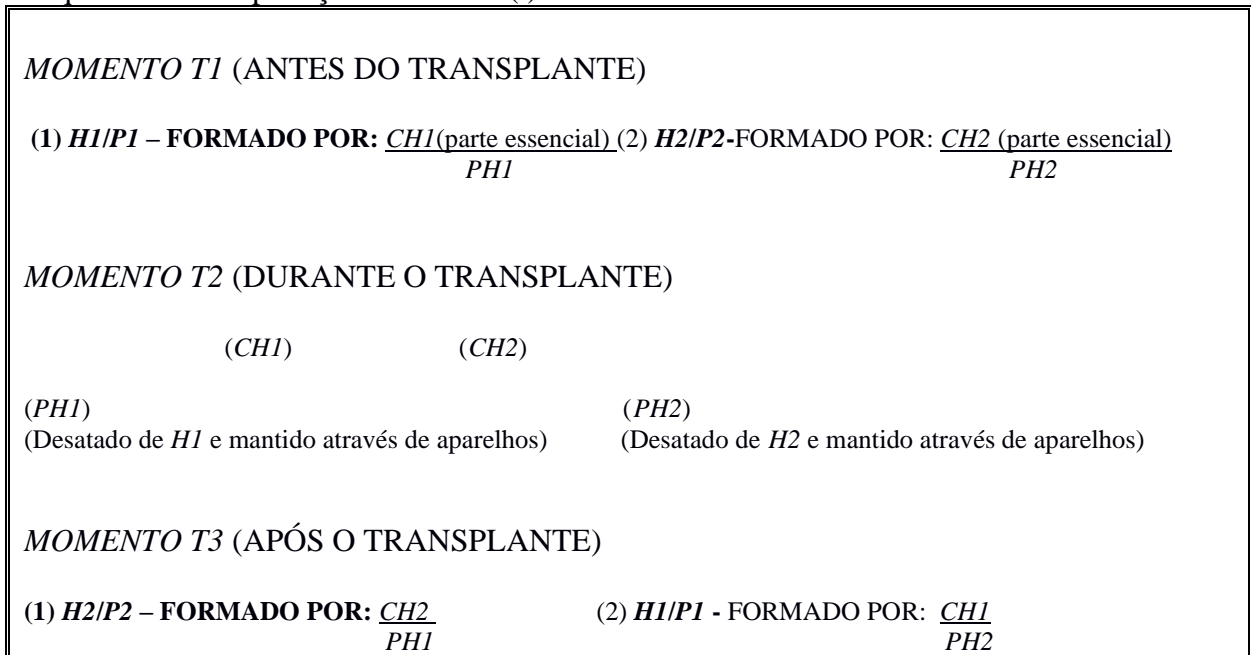 MOMENTO T1 (ANTES DO TRANSPLANTE)
(1) H1/P1 – FORMADO POR: CH1(parte essencial) (2) H2/P2-FORMADO POR: CH2 (parte essencial)
PH1 PH2
MOMENTO T2 (DURANTE O TRANSPLANTE)
(CH1) (CH2)
(PH1) (PH2)
(Desatado de H1 e mantido através de aparelhos) (Desatado de H2 e mantido através de aparelhos)
MOMENTO T3 (APÓS O TRANSPLANTE)
(1) H2/P2 – FORMADO POR: CH2 (2) H1/P1 - FORMADO POR: CH1
PH1 PH2